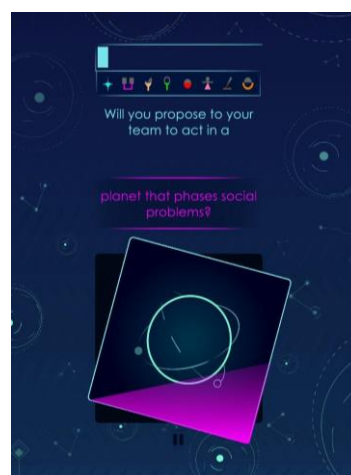 Will you propose to your
team to act in a
planet that phases social
problems?